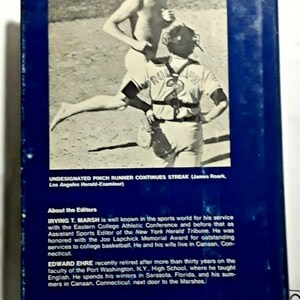 UNDESIGNATED PINCH RUNNER CONTINUES STREAK (James Roark,
Los Angeles Herald-Examiner)
About the Editors
IRVING T. MARSH is well known in the sports world for his service
with the Eastern College Athletic Conference and before that as
Assistant Sports Editor of the New York Herald Tribune. He was
honored with the Joe Lapchick Memorial Award for outstanding
services to college basketball. He and his wife live in Canaan, Con-
necticut.
EDWARD EHRE recently retired after more than thirty years on the
faculty of the Port Washington, N.Y., High School, where he taught
English. He spends his winters in Sarasota, Florida, and his sum-
mers in Canaan, Connecticut, next door to the Marshes.